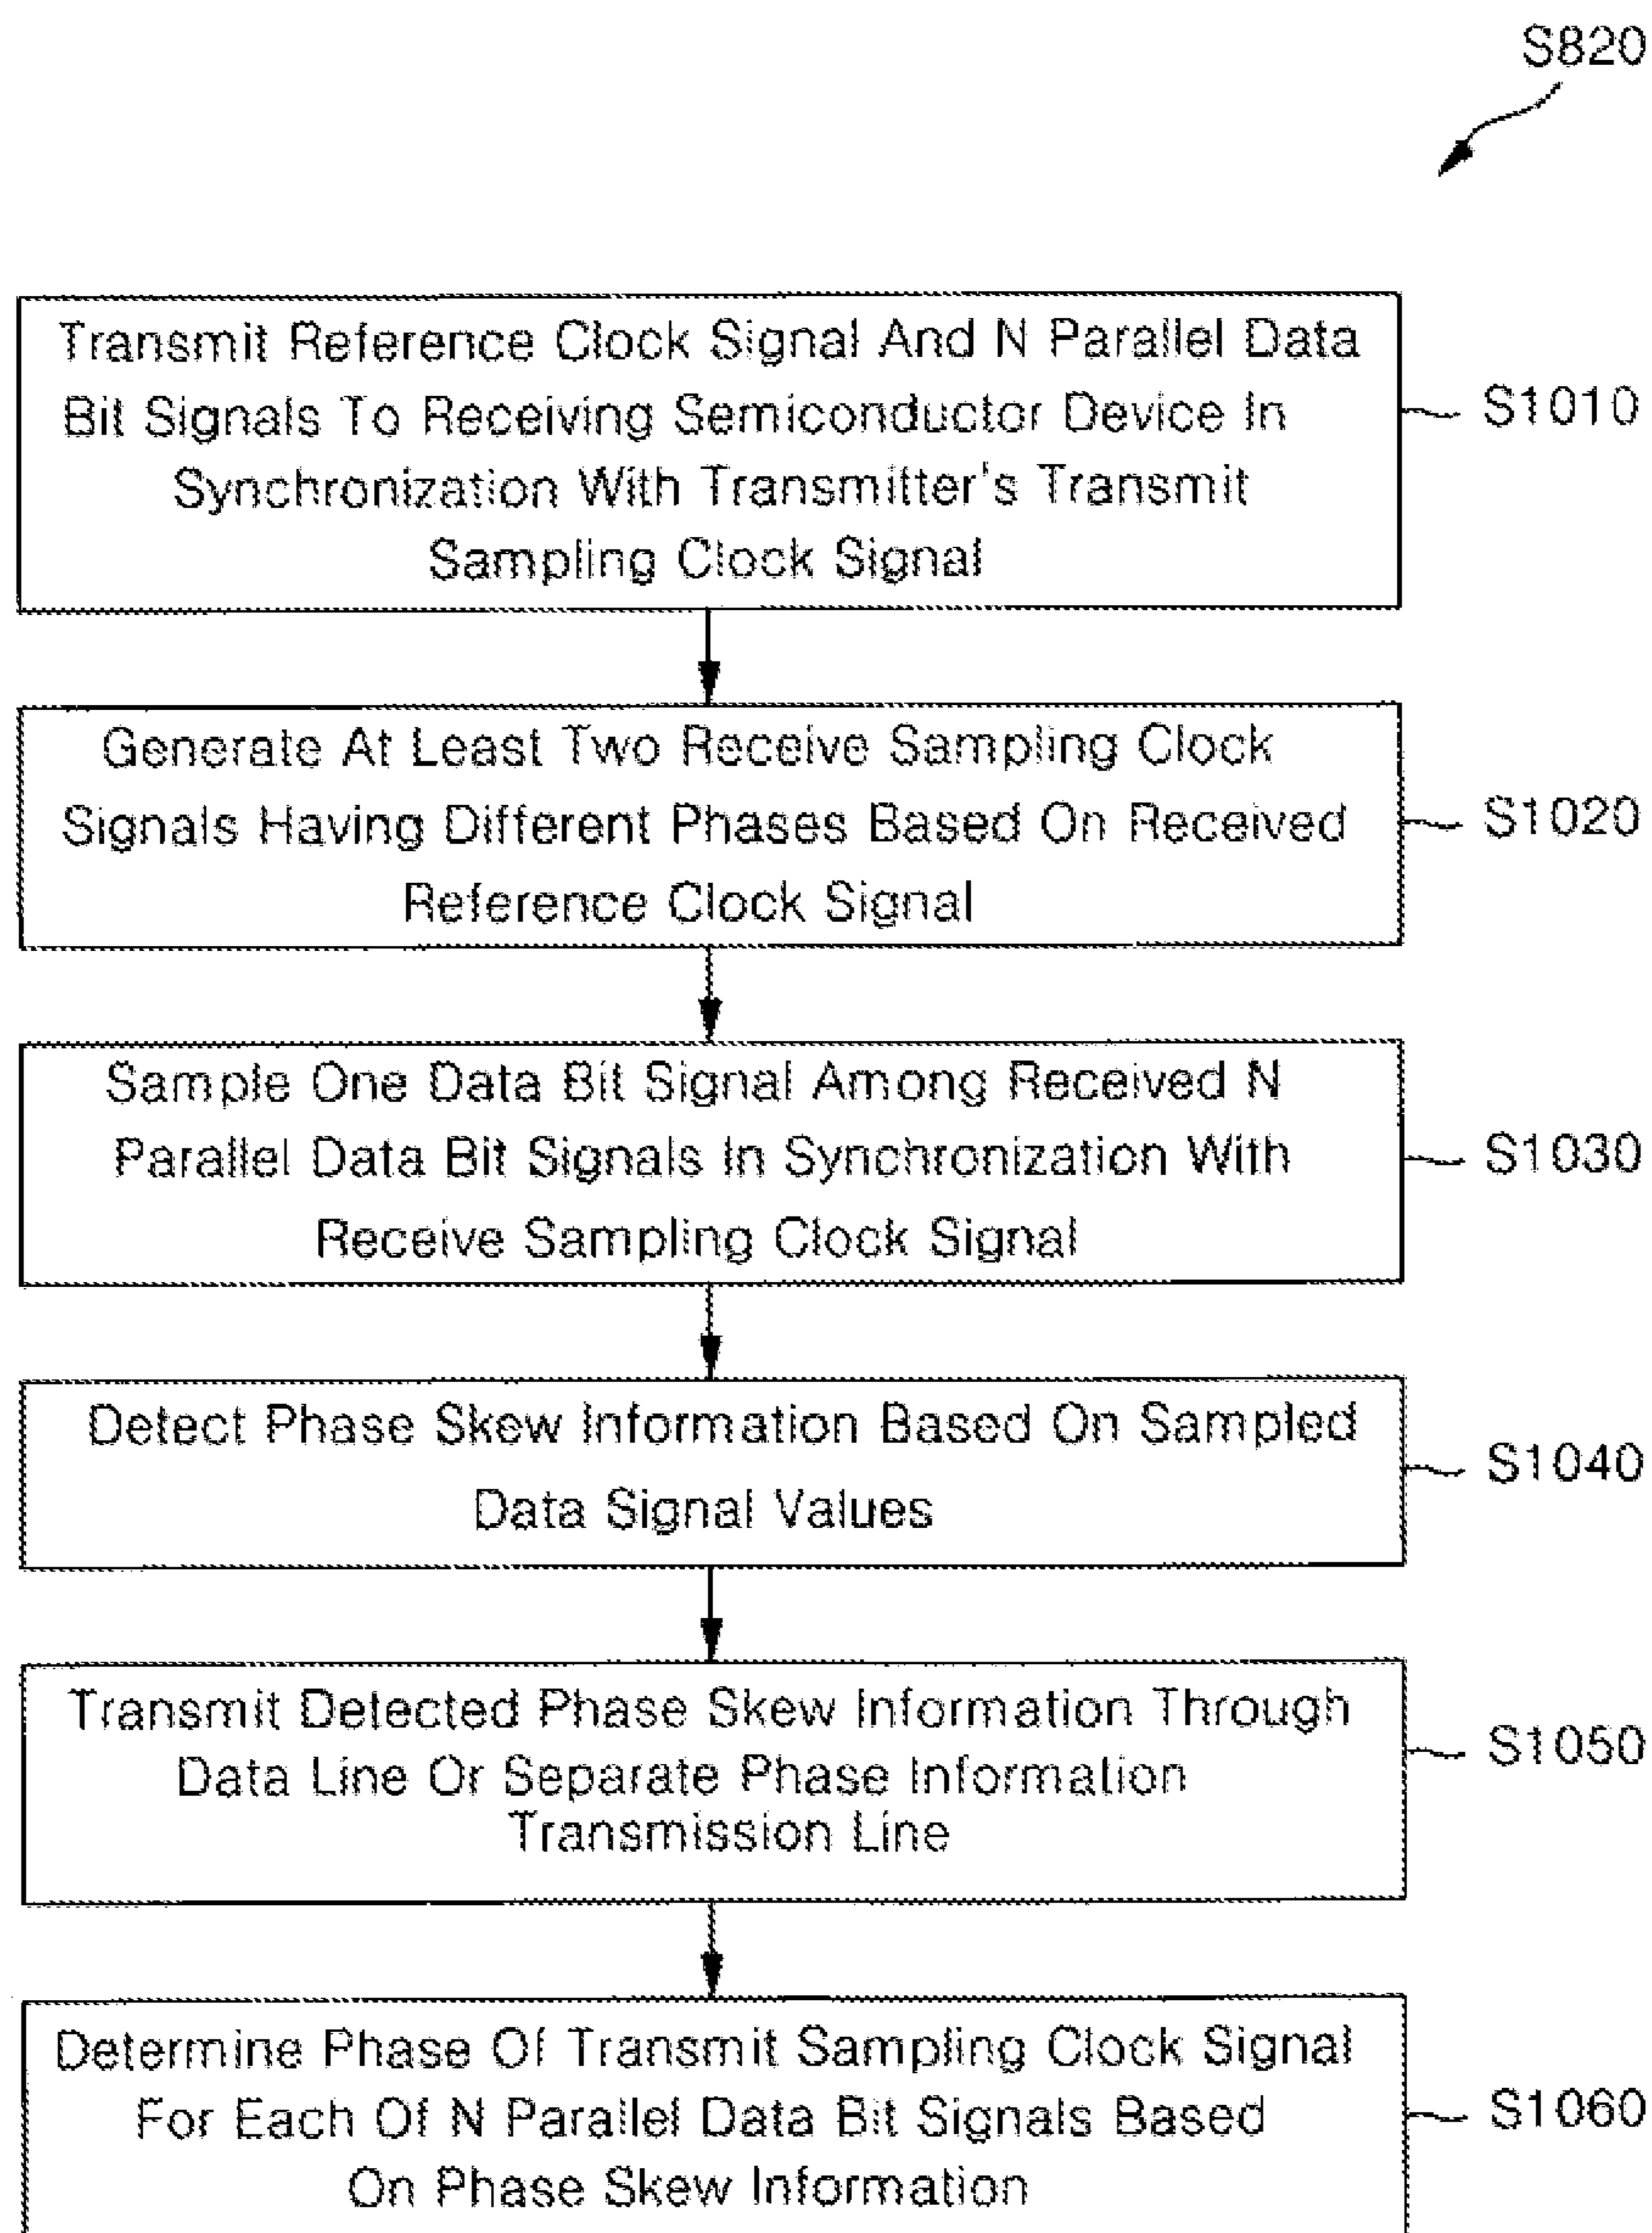 S820
Transmit Reference Clock Signal And N Parallel Data
Bit Signals To Receiving Semiconductor Device In
Synchronization With Transmitter's Transmit
Sampling Clock Signal
S1010
Generate At Least Two Receive Sampling Clock
Signals Having Different Phases Based On Received
Reference Clock Signal
S1020
Sample One Data Bit Signal Among Received N
Parallel Data Bit Signals In Synchronization With
Receive Sampling Clock Signal
S1030
Detect Phase Skew Information Based On Sampled
Data Signal Values
S1040
Transmit Detected Phase Skew Information Through
Data Line Or Separate Phase Information
Transmission Line
S1050
Determine Phase Of Transmit Sampling Clock Signal
For Each Of N Parallel Data Bit Signals Based
On Phase Skew Information
S1060